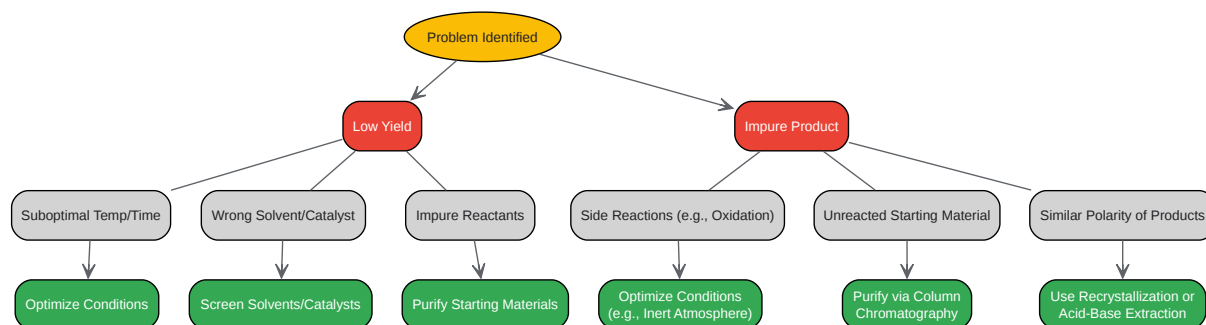 Problem Identified
Low Yield
Impure Product
Suboptimal Temp/Time
Wrong Solvent/Catalyst
Impure Reactants
Side Reactions (e.g., Oxidation)
Unreacted Starting Material
Similar Polarity of Products
Optimize Conditions
Screen Solvents/Catalysts
Purify Starting Materials
Optimize Conditions
(e.g., Inert Atmosphere)
Purify via Column
Chromatography
Use Recrystallization or
Acid-Base Extraction